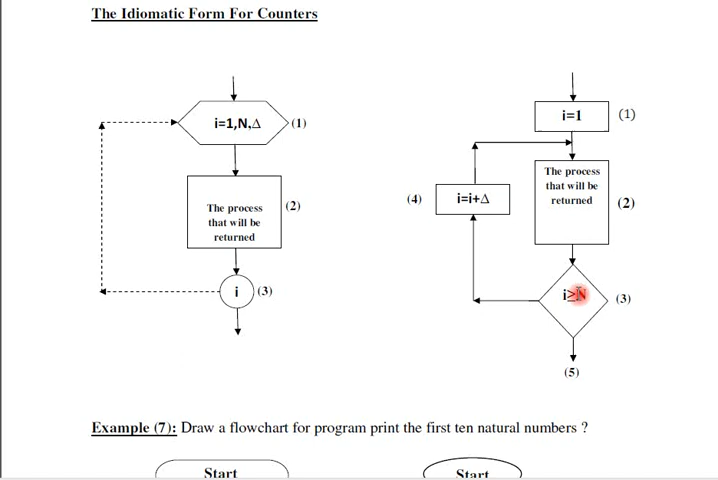 The Idiomatic Form For Counters
i=1,N,Δ
(1)
The process
that will be
returned
(2)
i
(3)
i=1
(1)
The process
that will be
returned
(2)
(4)
i=i+Δ
i≥N
(3)
(5)
Example (7): Draw a flowchart for program print the first ten natural numbers ?
Start
Start